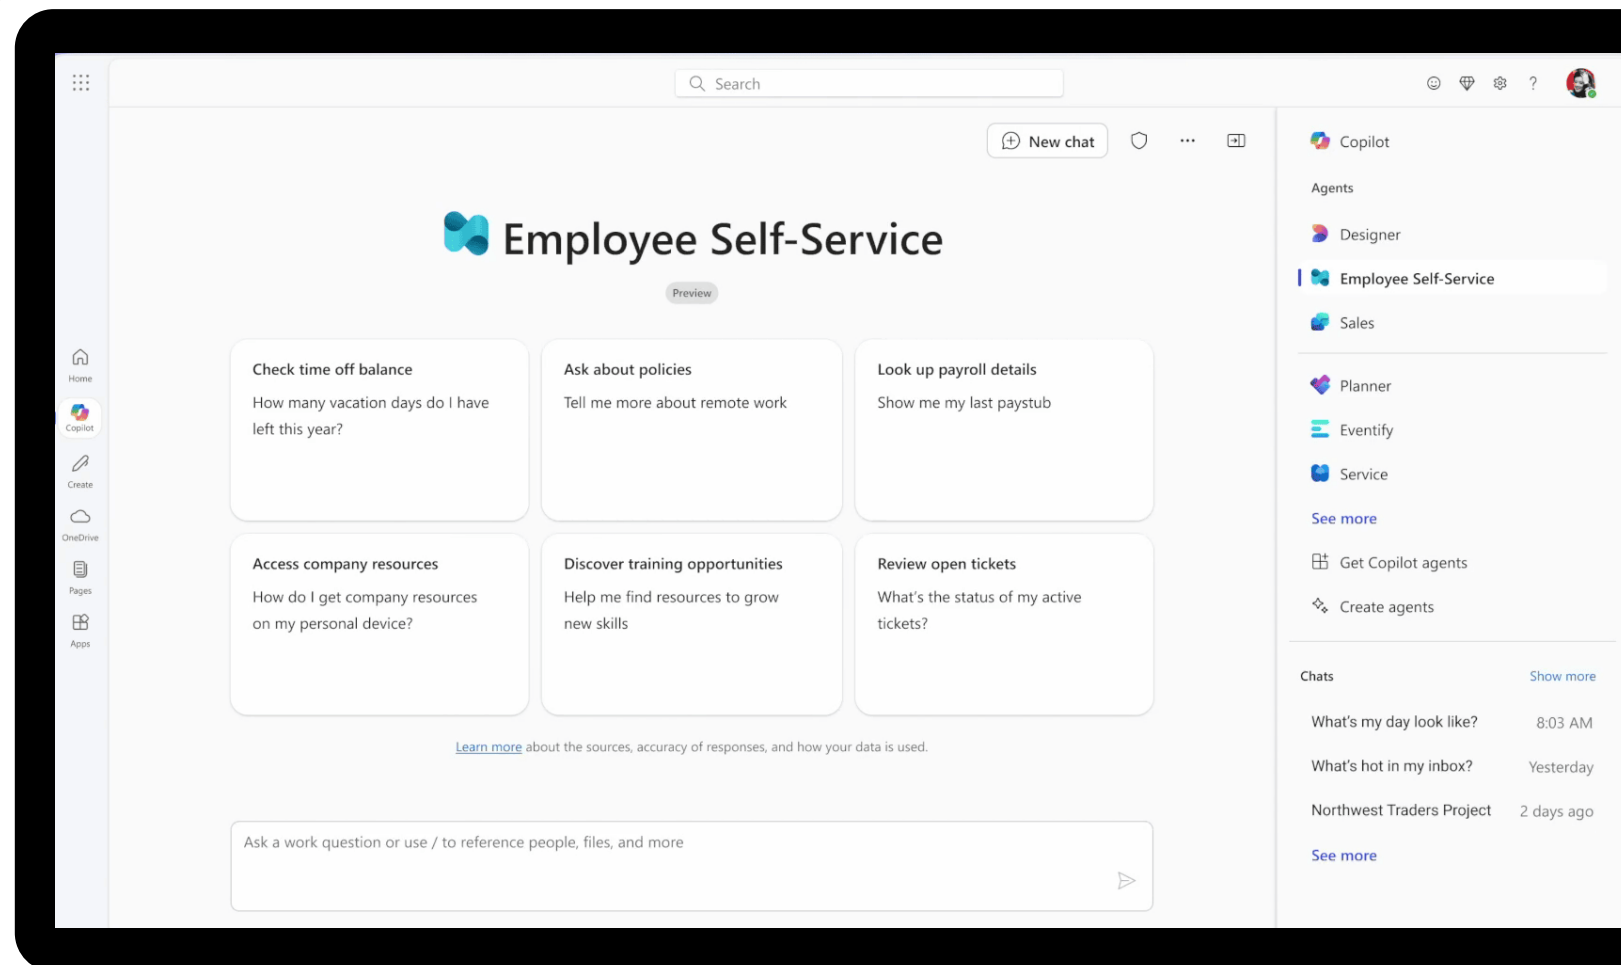 Search
?
New chat
Employee Self-Service
Preview
Check time off balance
How many vacation days do I have
left this year?
Ask about policies
Tell me more about remote work
Look up payroll details
Show me my last paystub
Access company resources
How do I get company resources
on my personal device?
Discover training opportunities
Help me find resources to grow
new skills
Review open tickets
What's the status of my active
tickets?
Learn more about the sources, accuracy of responses, and how your data is used.
Ask a work question or use / to reference people, files, and more
Home
Copilot
Create
OneDrive
Pages
Apps
Copilot
Agents
Designer
Employee Self-Service
Sales
Planner
Eventify
Service
See more
Get Copilot agents
Create agents
Chats Show more
What's my day look like? 8:03 AM
What's hot in my inbox? Yesterday
Northwest Traders Project 2 days ago
See more